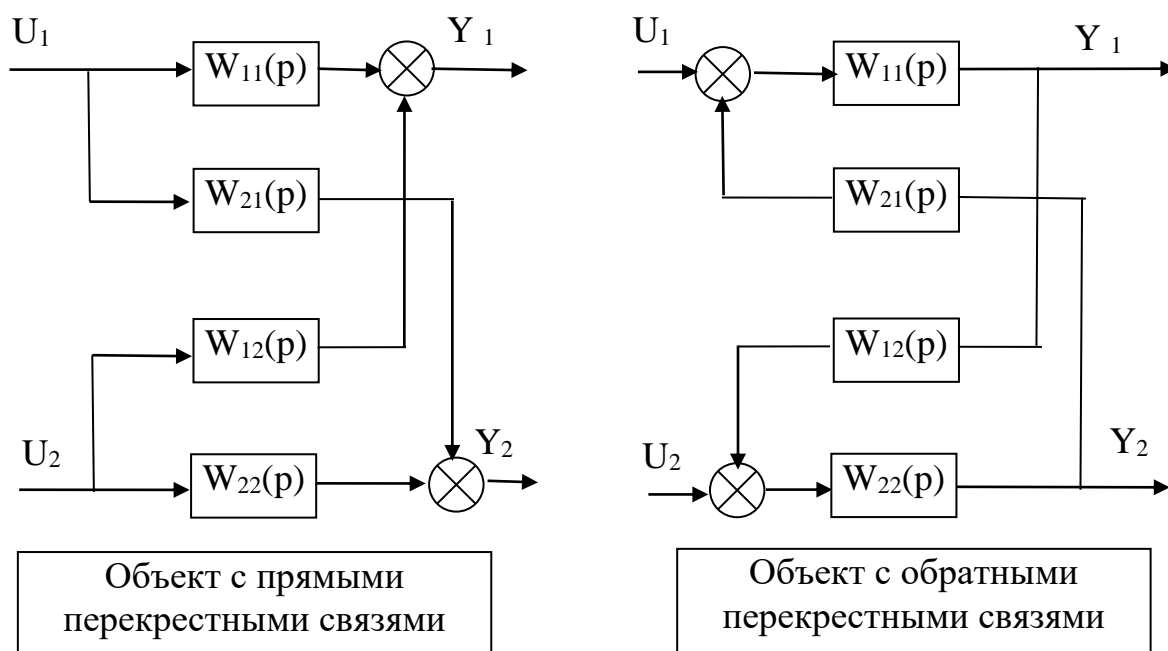 U₁
W₁₁(p)
Y ₁
W₂₁(p)
W₁₂(p)
U₂
W₂₂(p)
Y₂
Объект с прямыми
перекрестными связями
U₁
W₁₁(p)
Y ₁
W₂₁(p)
W₁₂(p)
U₂
W₂₂(p)
Y₂
Объект с обратными
перекрестными связями